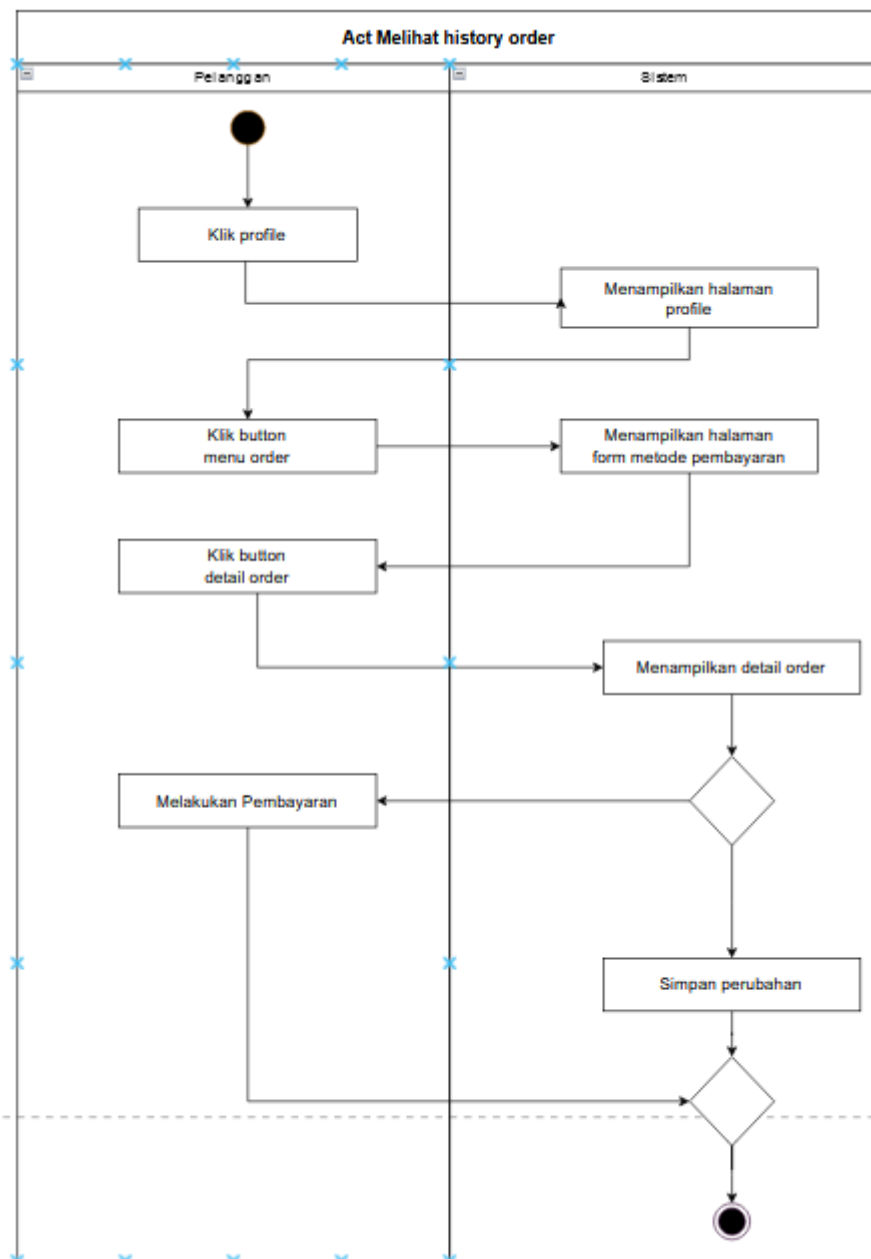 Act Melihat history order
Pelanggan
Sistem
Klik profile
Menampilkan halaman
profile
Klik button
menu order
Menampilkan halaman
form metode pembayaran
Klik button
detail order
Menampilkan detail order
Melakukan Pembayaran
Simpan perubahan